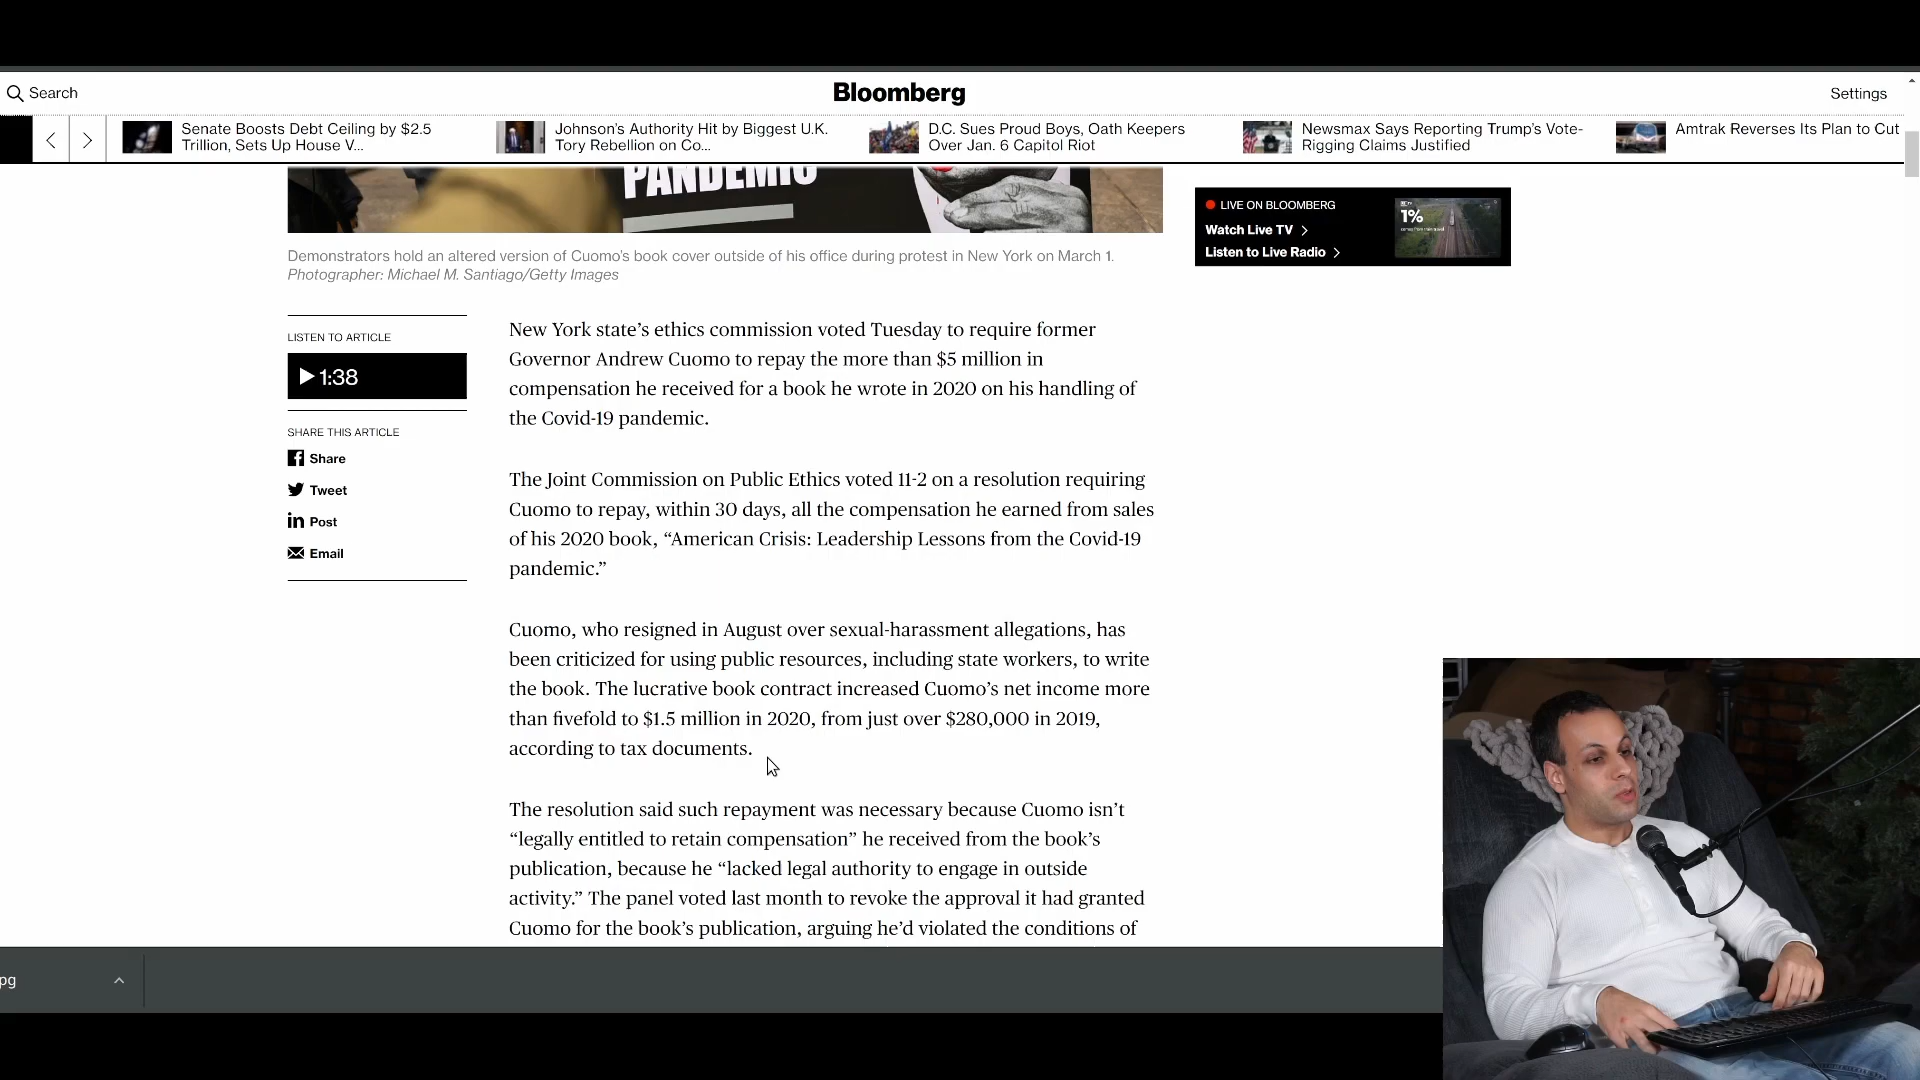 Search
Bloomberg
Settings
Senate Boosts Debt Ceiling by $2.5
Trillion, Sets Up House V...
Johnson's Authority Hit by Biggest U.K.
Tory Rebellion on Co...
D.C. Sues Proud Boys, Oath Keepers
Over Jan. 6 Capitol Riot
Newsmax Says Reporting Trump's Vote-
Rigging Claims Justified
Amtrak Reverses Its Plan to Cut
PANDEMIC
LIVE ON BLOOMBERG
Watch Live TV
Listen to Live Radio
1%
Demonstrators hold an altered version of Cuomo's book cover outside of his office during protest in New York on March 1.
Photographer: Michael M. Santiago/Getty Images
LISTEN TO ARTICLE
1:38
SHARE THIS ARTICLE
Share
Tweet
Post
Email
New York state's ethics commission voted Tuesday to require former
Governor Andrew Cuomo to repay the more than $5 million in
compensation he received for a book he wrote in 2020 on his handling of
the Covid-19 pandemic.
The Joint Commission on Public Ethics voted 11-2 on a resolution requiring
Cuomo to repay, within 30 days, all the compensation he earned from sales
of his 2020 book, “American Crisis: Leadership Lessons from the Covid-19
pandemic.”
Cuomo, who resigned in August over sexual-harassment allegations, has
been criticized for using public resources, including state workers, to write
the book. The lucrative book contract increased Cuomo's net income more
than fivefold to $1.5 million in 2020, from just over $280,000 in 2019,
according to tax documents.
The resolution said such repayment was necessary because Cuomo isn't
“legally entitled to retain compensation” he received from the book's
publication, because he “lacked legal authority to engage in outside
activity.” The panel voted last month to revoke the approval it had granted
Cuomo for the book's publication, arguing he'd violated the conditions of
pg